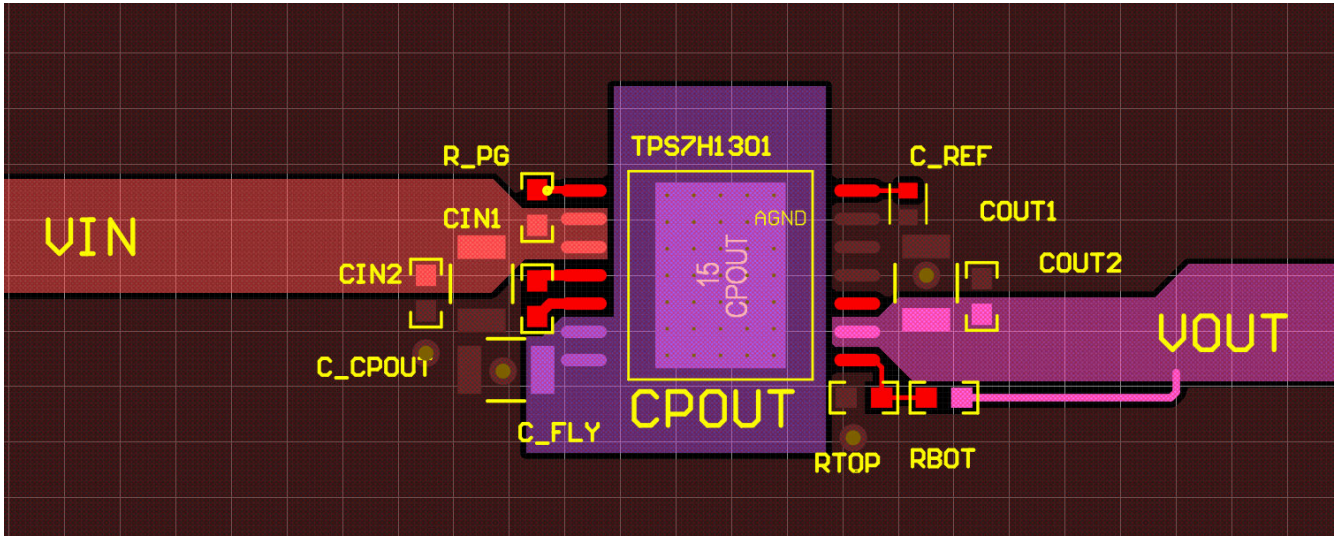 TPS7H1301
R_PG
C_REF
CIN1
AGND
COUT1
VIN
CIN2
COUT2
15
CPOUT
VOUT
C_CPOUT
CPOUT
C_FLY
RTOP
RBOT